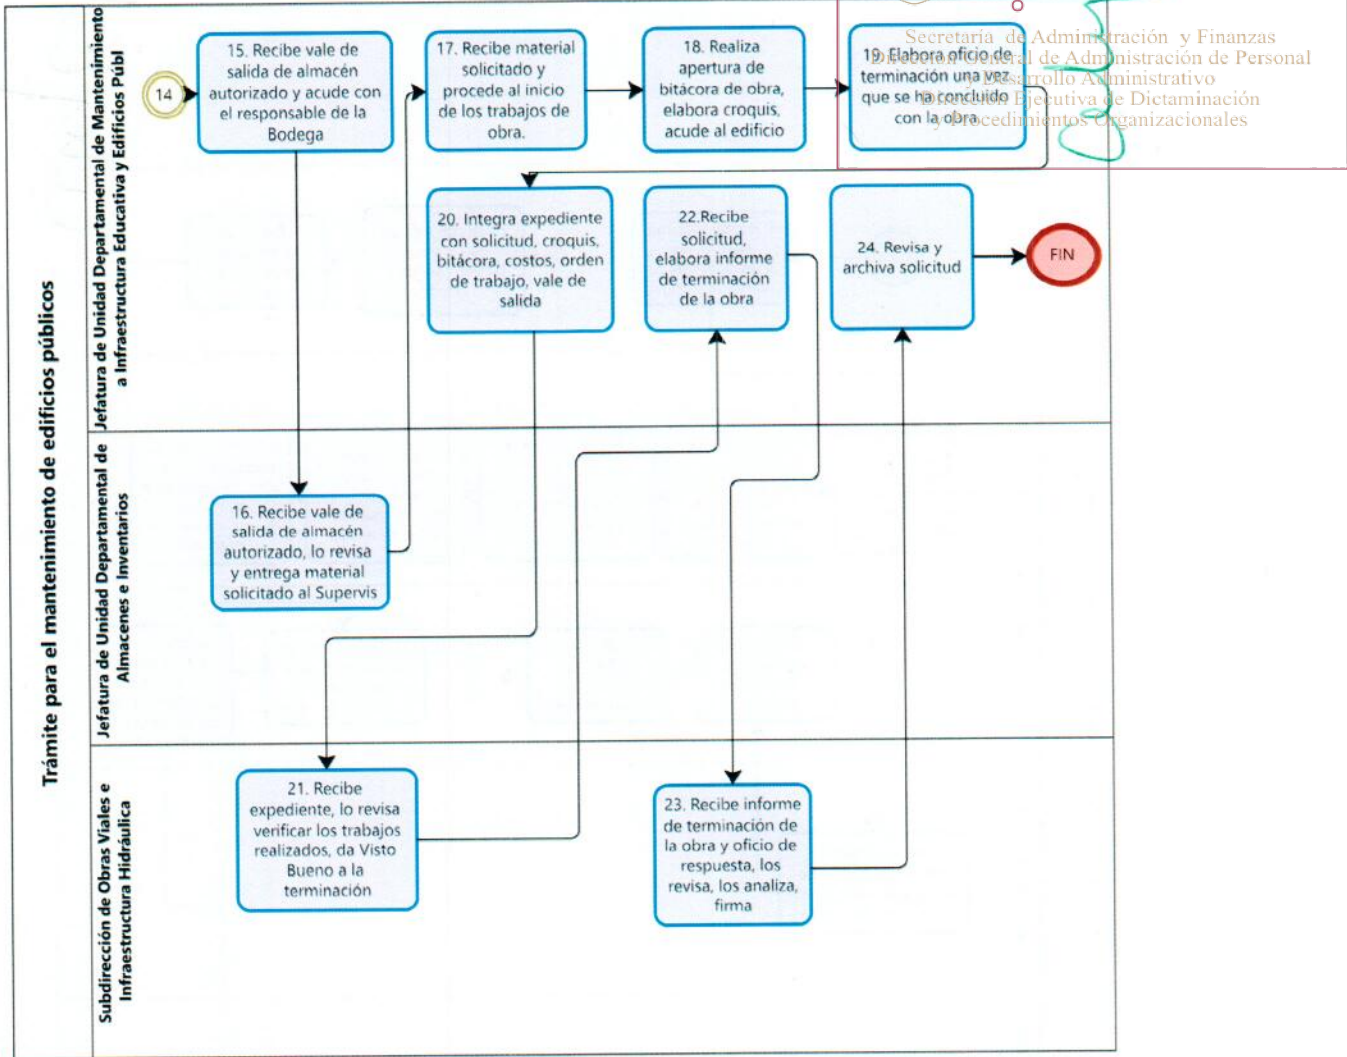 Trámite para el mantenimiento de edificios públicos
Jefatura de Unidad Departamental de Mantenimiento
a Infraestructura Educativa y Edificios Públ
14
15. Recibe vale de
salida de almacén
autorizado y acude con
el responsable de la
Bodega
17. Recibe material
solicitado y
procede al inicio
de los trabajos de
obra.
18. Realiza
apertura de
bitácora de obra,
elabora croquis,
acude al edificio
19. Elabora oficio de
terminación una vez
que se ha concluido
con la obra
Secretaría de Administración y Finanzas
Dirección General de Administración de Personal
y Desarrollo Administrativo
Dirección Ejecutiva de Dictaminación
y Procedimientos Organizacionales
20. Integra expediente
con solicitud, croquis,
bitácora, costos, orden
de trabajo, vale de
salida
22.Recibe
solicitud,
elabora informe
de terminación
de la obra
24. Revisa y
archiva solicitud
FIN
Jefatura de Unidad Departamental de
Almacenes e Inventarios
16. Recibe vale de
salida de almacén
autorizado, lo revisa
y entrega material
solicitado al Supervis
Subdirección de Obras Viales e
Infraestructura Hidráulica
21. Recibe
expediente, lo revisa
verificar los trabajos
realizados, da Visto
Bueno a la
terminación
23. Recibe informe
de terminación de
la obra y oficio de
respuesta, los
revisa, los analiza,
firma